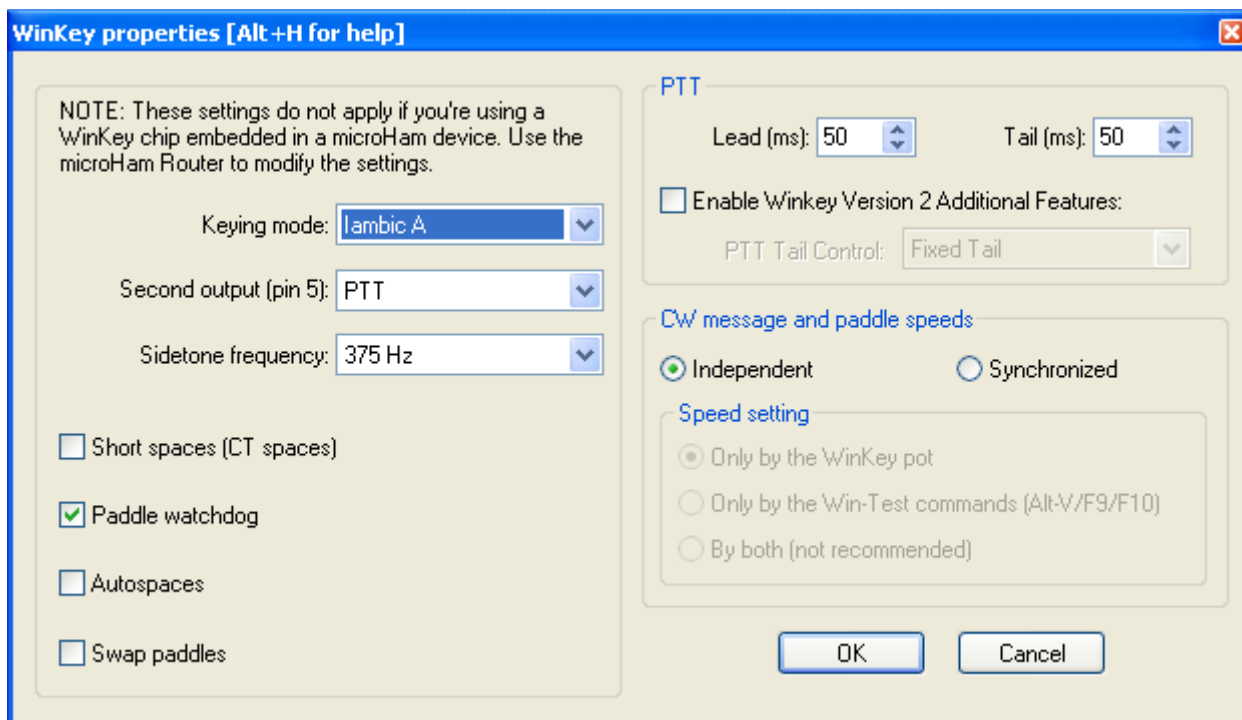 WinKey properties [Alt+H for help]
NOTE: These settings do not apply if you're using a
WinKey chip embedded in a microHam device. Use the
microHam Router to modify the settings.
Keying mode: Iambic A
Second output (pin 5): PTT
Sidetone frequency: 375 Hz
Short spaces (CT spaces)
Paddle watchdog
Autospaces
Swap paddles
PTT
Lead (ms): 50 Tail (ms): 50
Enable Winkey Version 2 Additional Features:
PTT Tail Control: Fixed Tail
CW message and paddle speeds
Independent Synchronized
Speed setting
Only by the WinKey pot
Only by the Win-Test commands (Alt-V/F9/F10)
By both (not recommended)
OK Cancel